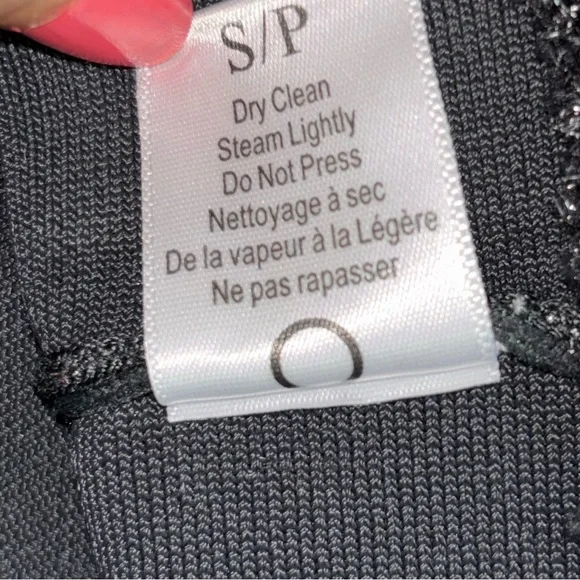 S/P
Dry Clean
Steam Lightly
Do Not Press
Nettoyage à sec
De la vapeur à la Légère
Ne pas rapasser